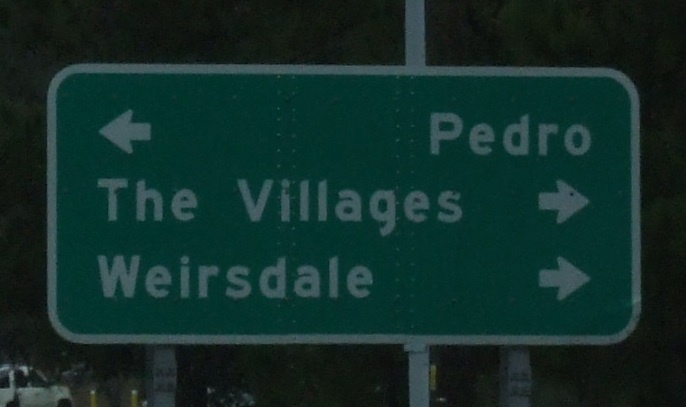 ← Pedro
The Villages →
Weirsdale →